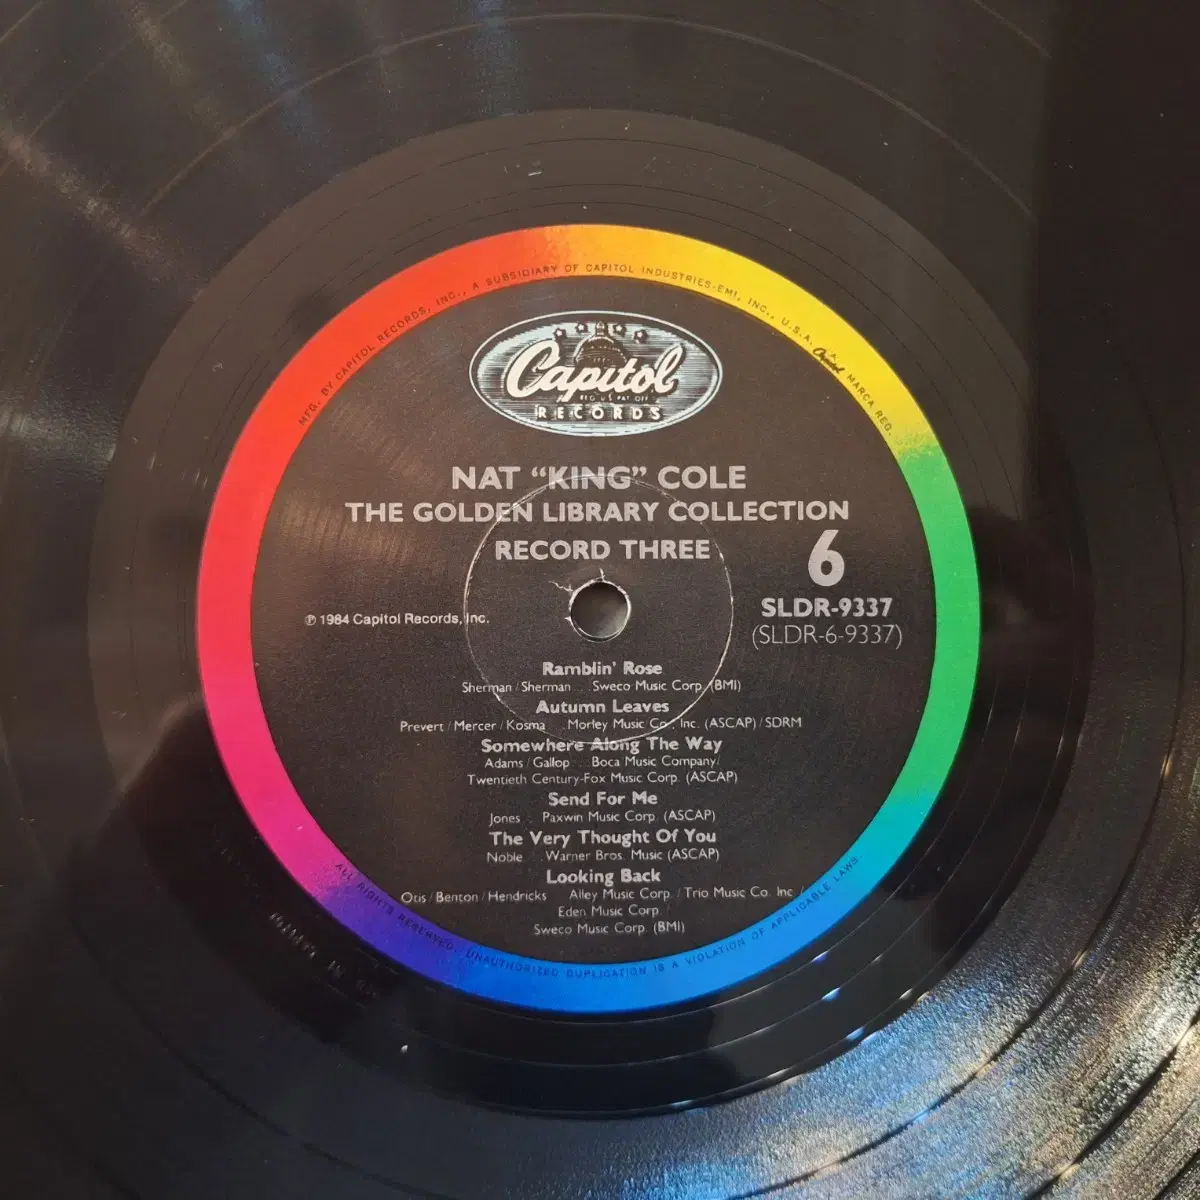 MFG. BY CAPITOL RECORDS, INC., A SUBSIDIARY OF CAPITOL INDUSTRIES-EMI, INC., U.S.A. Capitol MARCA REG.
Capitol
REG. U.S. PAT. OFF.
RECORDS
NAT “KING” COLE
THE GOLDEN LIBRARY COLLECTION
RECORD THREE
6
SLDR-9337
(SLDR-6-9337)
℗ 1984 Capitol Records, Inc.
Ramblin' Rose
Sherman / Sherman . . Sweco Music Corp. (BMI)
Autumn Leaves
Prevert / Mercer / Kosma . . Morley Music Co., Inc. (ASCAP) / SDRM
Somewhere Along The Way
Adams / Gallop . . Boca Music Company/
Twentieth Century-Fox Music Corp. (ASCAP)
Send For Me
Jones . . Paxwin Music Corp. (ASCAP)
The Very Thought Of You
Noble . . Warner Bros. Music (ASCAP)
Looking Back
Otis / Benton / Hendricks . . Alley Music Corp. / Trio Music Co. Inc. /
Eden Music Corp. /
Sweco Music Corp. (BMI)
ALL RIGHTS RESERVED. UNAUTHORIZED DUPLICATION IS A VIOLATION OF APPLICABLE LAWS.